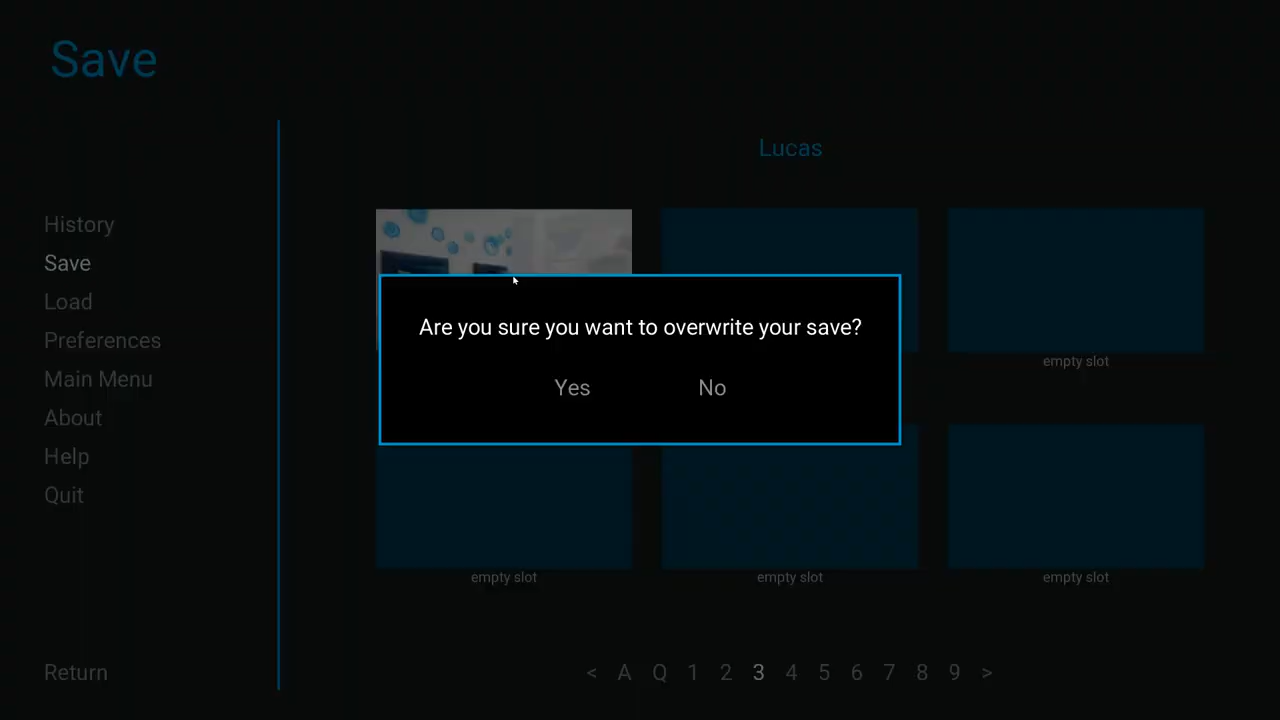 Save
Lucas
History
Save
Load
Preferences
Main Menu
About
Help
Quit
Are you sure you want to overwrite your save?
Yes No
empty slot
empty slot empty slot empty slot
Return
< A Q 1 2 3 4 5 6 7 8 9 >